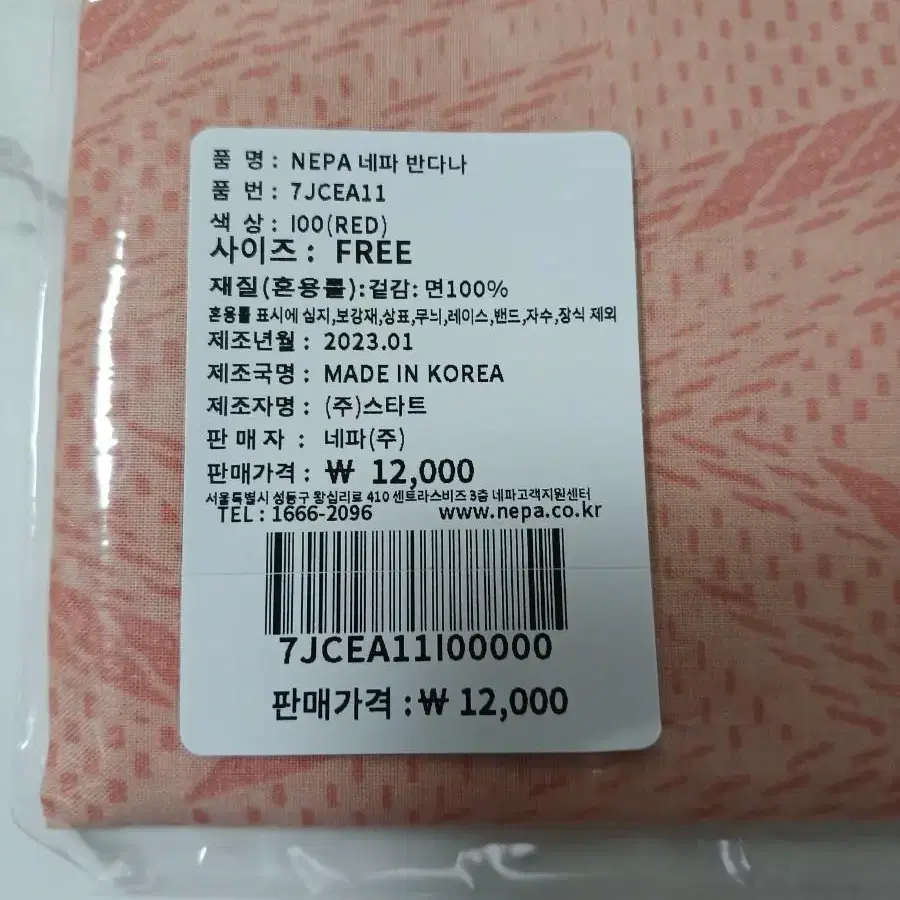 품 명 : NEPA 네파 반다나
품 번 : 7JCEA11
색 상 : I00(RED)
사이즈 : FREE
재질(혼용률):겉감: 면100%
혼용률 표시에 심지,보강재,상표,무늬,레이스,밴드,자수,장식 제외
제조년월 : 2023.01
제조국명 : MADE IN KOREA
제조자명 : (주)스타트
판 매 자 : 네파(주)
판매가격 : ₩ 12,000
서울특별시 성동구 왕십리로 410 센트라스비즈 3층 네파고객지원센터
TEL : 1666-2096 www.nepa.co.kr
7JCEA11I00000
판매가격 : ₩ 12,000